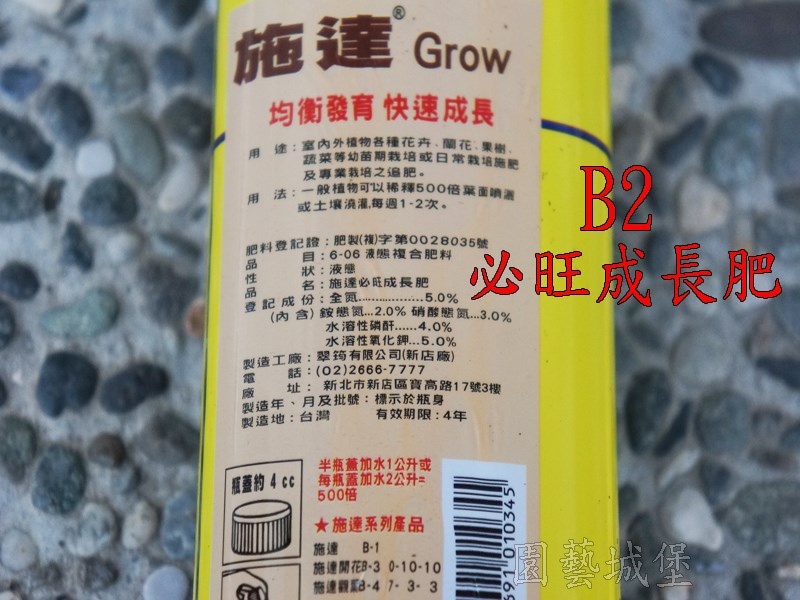 施達® Grow
均衡發育 快速成長
用 途：室內外植物各種花卉、蘭花、果樹、
蔬菜等幼苗期栽培或日常栽培施肥
及專業栽培之追肥。
用 法：一般植物可以稀釋500倍葉面噴灑
或土壤澆灌,每週1-2次。
肥料登記證：肥製(複)字第0028035號
品 目：6-06 液態複合肥料
性 狀：液態
品 名：施達必旺成長肥
登記成份：全氮..................5.0%
(內 含) 銨態氮...2.0% 硝酸態氮...3.0%
水溶性磷酐......4.0%
水溶性氧化鉀...5.0%
製造工廠：翠筠有限公司(新店廠)
電 話：(02)2666-7777
廠 址：新北市新店區寶高路17號3樓
製造年、月及批號：標示於瓶身
製造地：台灣 有效期限：4年
B2
必旺成長肥
瓶蓋約 4 cc
半瓶蓋加水1公升或
每瓶蓋加水2公升=
500倍
★施達系列產品
施達 B-1
施達開花B-3 0-10-10
施達觀葉B-4 7-3-3
691 010345
園藝城堡